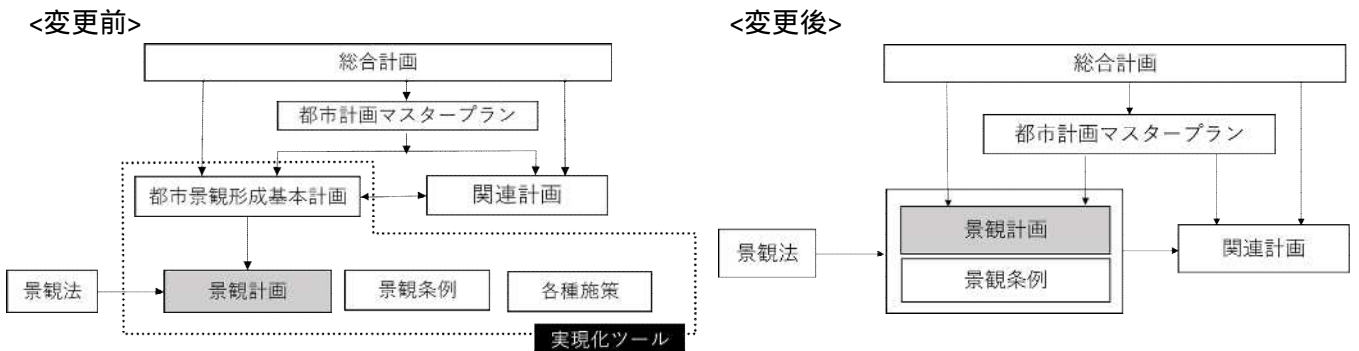 <変更前>
総合計画
都市計画マスタープラン
都市景観形成基本計画
関連計画
景観法
景観計画
景観条例
各種施策
実現化ツール
<変更後>
総合計画
都市計画マスタープラン
景観法
景観計画
景観条例
関連計画